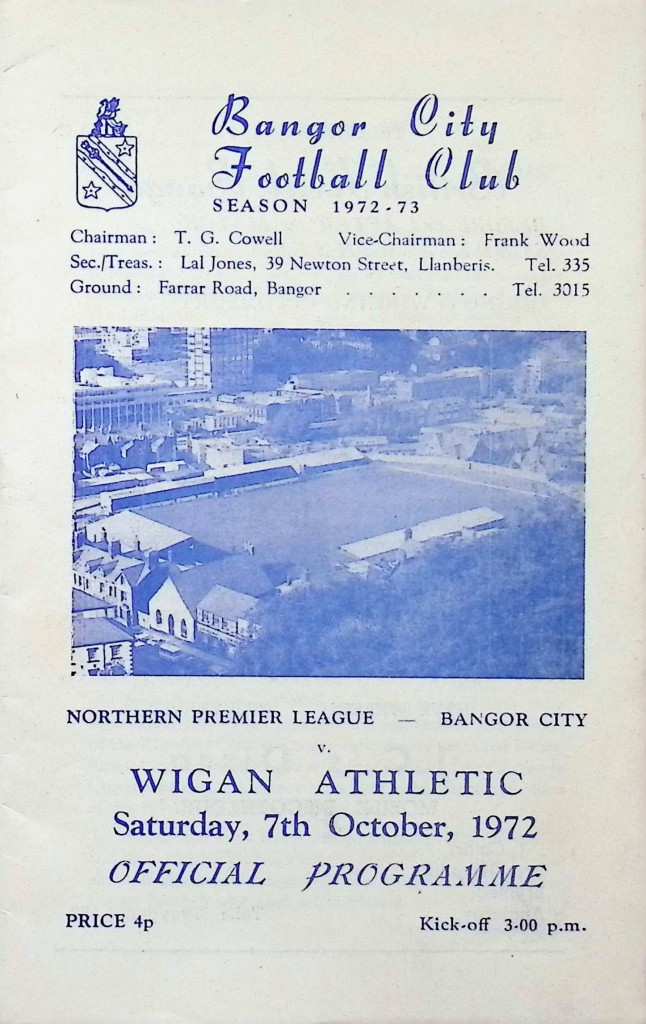 Bangor City
Football Club
SEASON 1972-73
Chairman : T. G. Cowell Vice-Chairman : Frank Wood
Sec./Treas. : Lal Jones, 39 Newton Street, Llanberis. Tel. 335
Ground : Farrar Road, Bangor . . . . . . . Tel. 3015
NORTHERN PREMIER LEAGUE — BANGOR CITY
v.
WIGAN ATHLETIC
Saturday, 7th October, 1972
OFFICIAL PROGRAMME
PRICE 4p Kick-off 3-00 p.m.